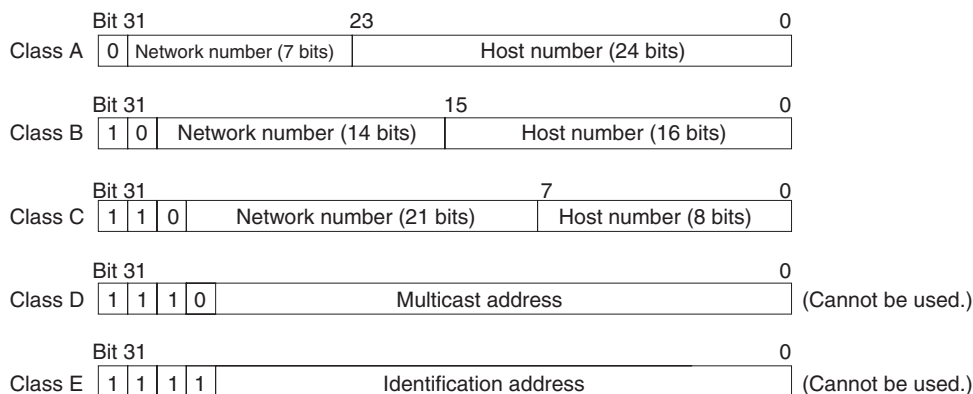 Bit 31 23 0
Class A 0 Network number (7 bits) Host number (24 bits)
Bit 31 15 0
Class B 1 0 Network number (14 bits) Host number (16 bits)
Bit 31 7 0
Class C 1 1 0 Network number (21 bits) Host number (8 bits)
Bit 31 0
Class D 1 1 1 0 Multicast address (Cannot be used.)
Bit 31 0
Class E 1 1 1 1 Identification address (Cannot be used.)